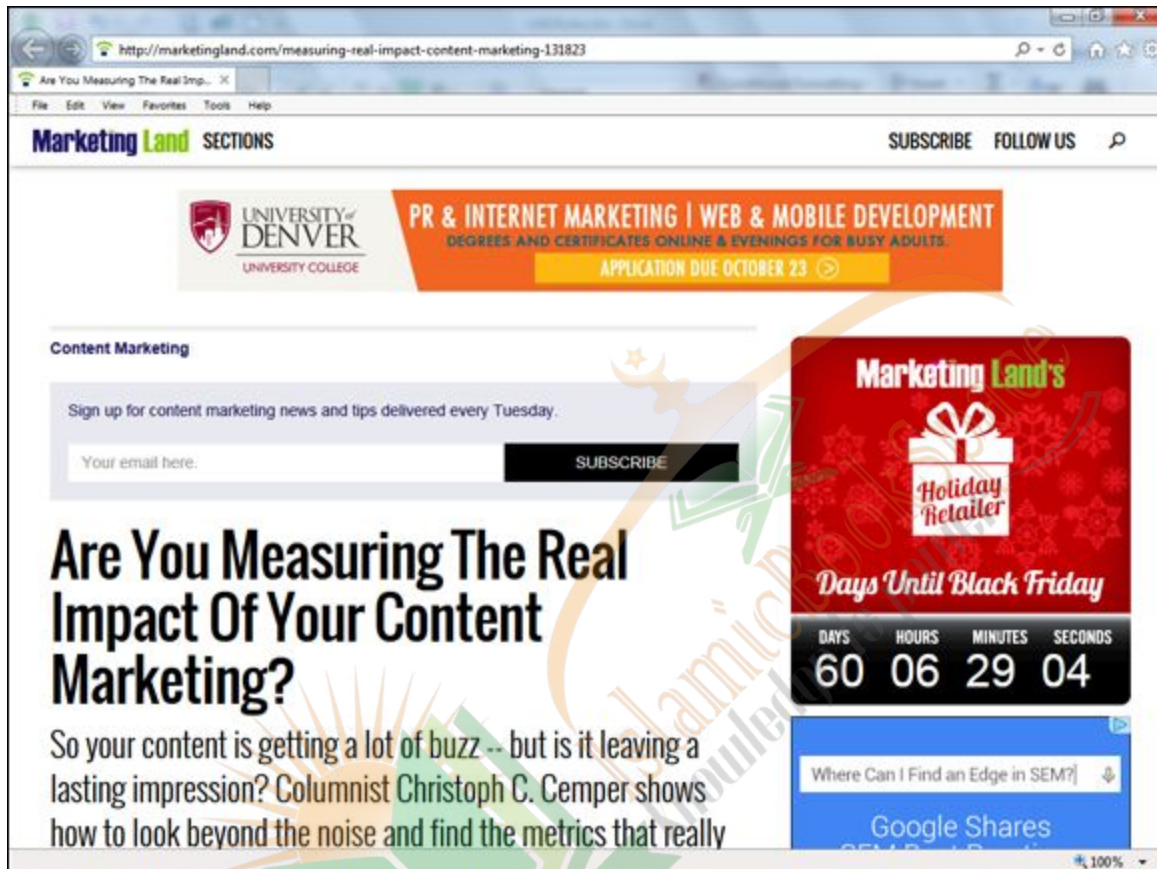 http://marketingland.com/measuring-real-impact-content-marketing-131823
Are You Measuring The Real Imp...
File Edit View Favorites Tools Help
Marketing Land SECTIONS
SUBSCRIBE FOLLOW US
UNIVERSITY of
DENVER
UNIVERSITY COLLEGE
PR & INTERNET MARKETING | WEB & MOBILE DEVELOPMENT
DEGREES AND CERTIFICATES ONLINE & EVENINGS FOR BUSY ADULTS.
APPLICATION DUE OCTOBER 23
Content Marketing
Sign up for content marketing news and tips delivered every Tuesday.
Your email here.
SUBSCRIBE
Are You Measuring The Real
Impact Of Your Content
Marketing?
So your content is getting a lot of buzz -- but is it leaving a
lasting impression? Columnist Christoph C. Cemper shows
how to look beyond the noise and find the metrics that really
Marketing Land's
Holiday
Retailer
Days Until Black Friday
DAYS HOURS MINUTES SECONDS
60 06 29 04
Where Can I Find an Edge in SEM?
Google Shares
100%